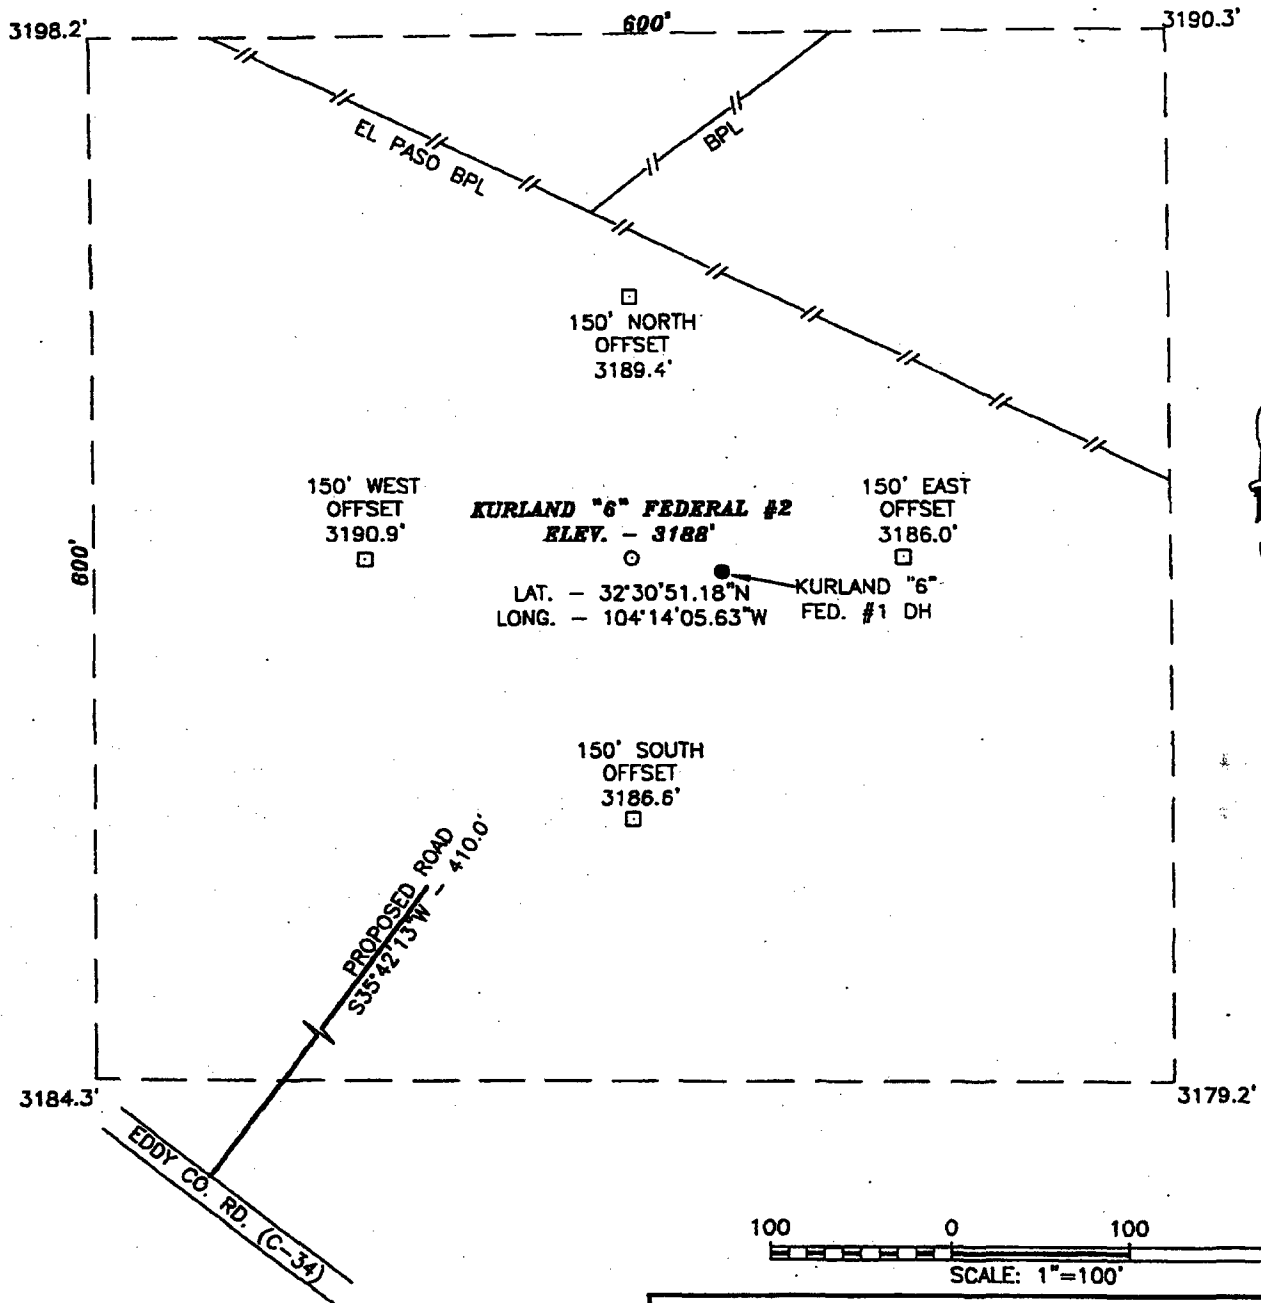 3198.2'
600'
3190.3'
EL PASO BPL
BPL
150' NORTH
OFFSET
3189.4'
150' WEST
OFFSET
3190.9'
KURLAND "6" FEDERAL #2
ELEV. - 3188'
150' EAST
OFFSET
3186.0'
600'
LAT. - 32°30'51.18"N
LONG. - 104°14'05.63"W
KURLAND "6"
FED. #1 DH
150' SOUTH
OFFSET
3186.6'
PROPOSED ROAD
S35°42'13"W - 410.0'
3184.3'
3179.2'
EDDY CO. RD. (C-34)
100 0 100
SCALE: 1"=100'